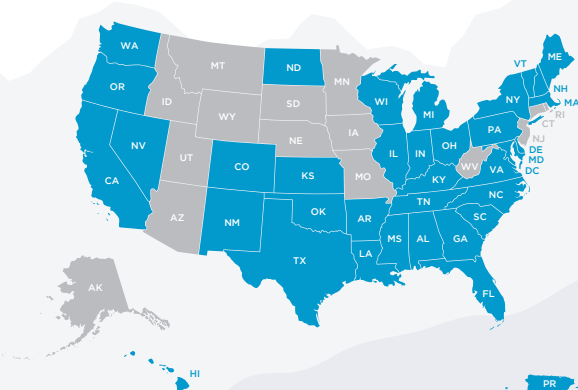 WA
OR
CA
NV
ID
MT
WY
UT
AZ
CO
NM
ND
SD
NE
KS
OK
TX
MN
IA
MO
AR
LA
WI
IL
MI
IN
OH
KY
TN
MS
AL
GA
FL
SC
NC
VA
WV
PA
NY
VT
ME
NH
MA
RI
CT
NJ
DE
MD
DC
AK
HI
PR